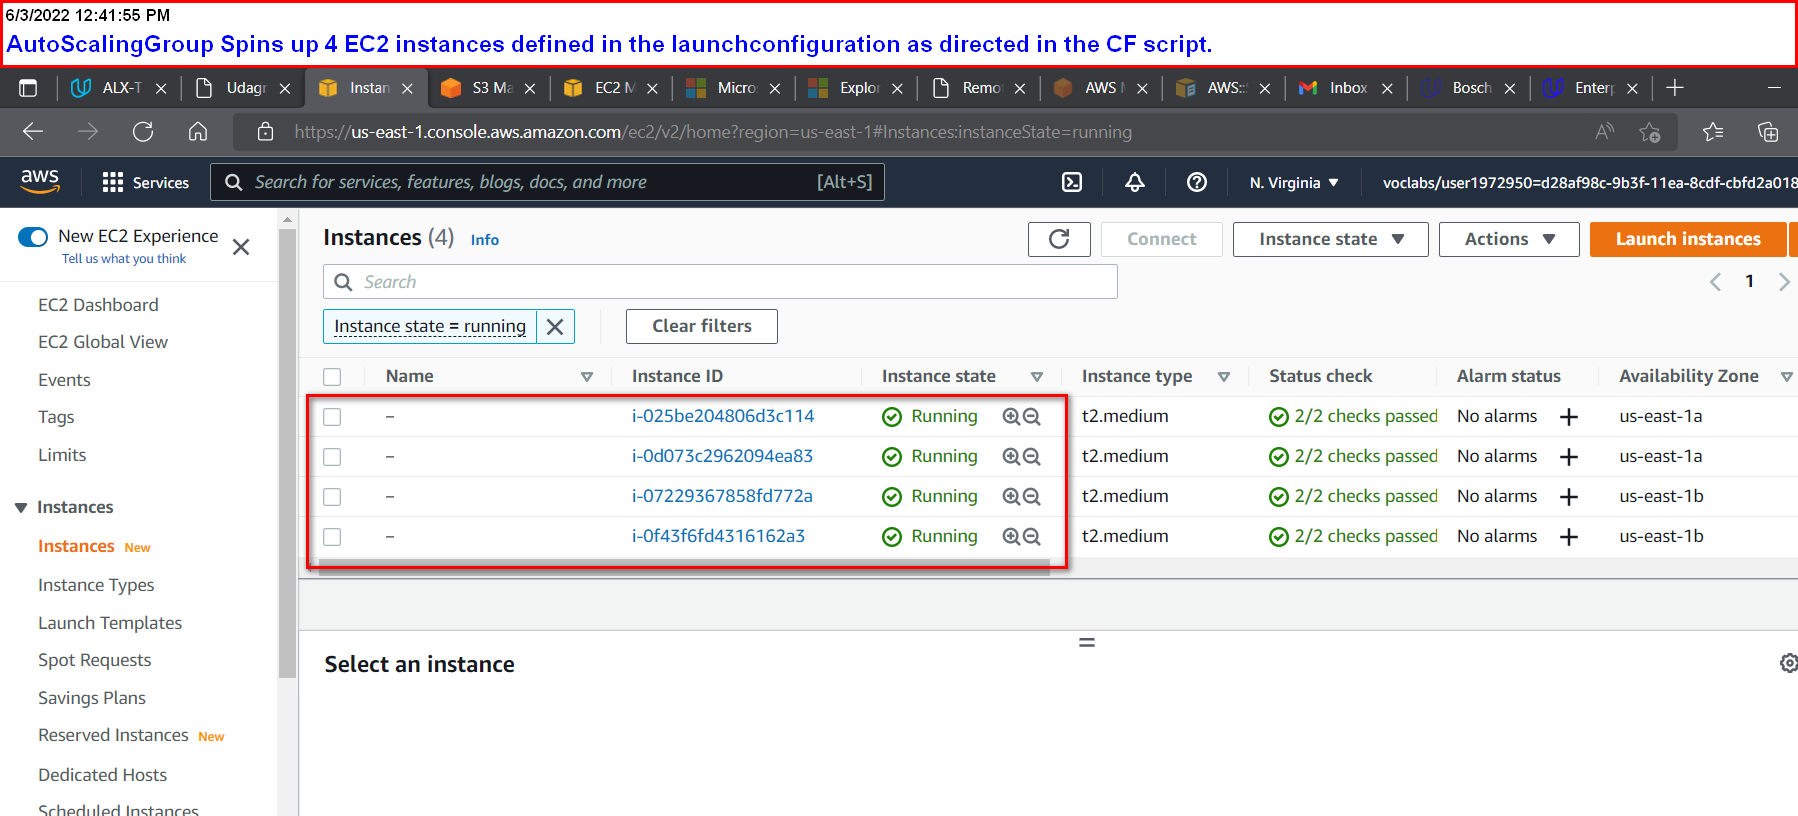 6/3/2022 12:41:55 PM
AutoScalingGroup Spins up 4 EC2 instances defined in the launchconfiguration as directed in the CF script.
ALX-T Udagr Instan S3 Ma EC2 M Micro Explor Remo AWS M AWS:: Inbox Bosch Enterp
https://us-east-1.console.aws.amazon.com/ec2/v2/home?region=us-east-1#Instances:instanceState=running
aws Services Search for services, features, blogs, docs, and more [Alt+S] N. Virginia voclabs/user1972950=d28af98c-9b3f-11ea-8cdf-cbfd2a018
New EC2 Experience
Tell us what you think
EC2 Dashboard
EC2 Global View
Events
Tags
Limits
Instances
Instances New
Instance Types
Launch Templates
Spot Requests
Savings Plans
Reserved Instances New
Dedicated Hosts
Scheduled Instances
Instances (4) Info Connect Instance state Actions Launch instances
Search 1
Instance state = running Clear filters
Name Instance ID Instance state Instance type Status check Alarm status Availability Zone
– i-025be204806d3c114 Running t2.medium 2/2 checks passed No alarms us-east-1a
– i-0d073c2962094ea83 Running t2.medium 2/2 checks passed No alarms us-east-1a
– i-07229367858fd772a Running t2.medium 2/2 checks passed No alarms us-east-1b
– i-0f43f6fd4316162a3 Running t2.medium 2/2 checks passed No alarms us-east-1b
Select an instance